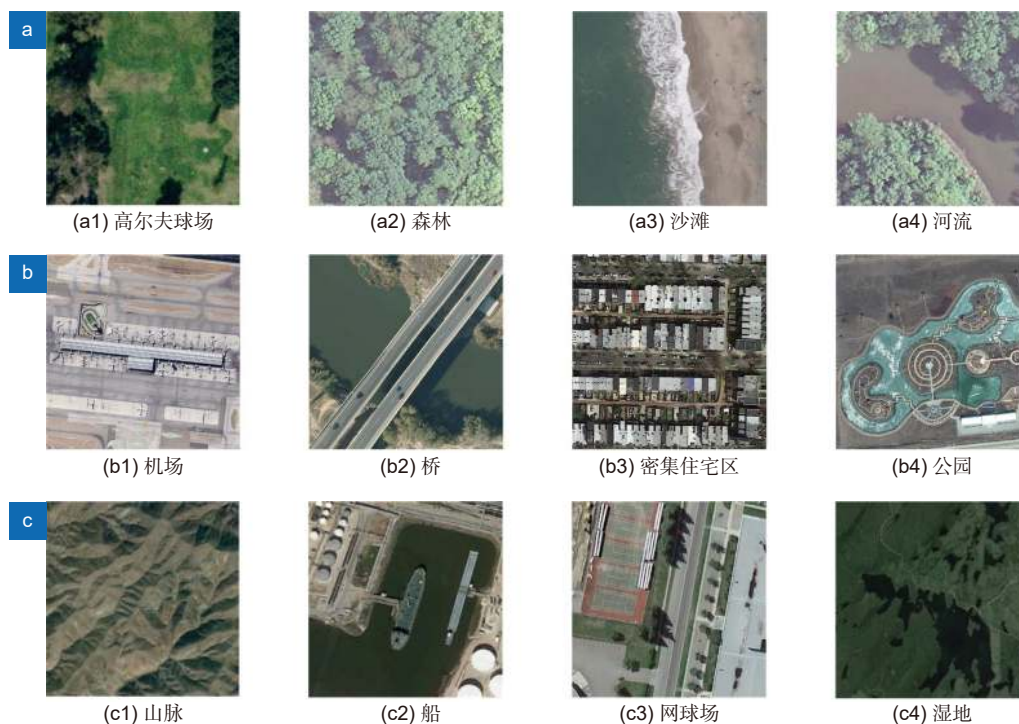 a
(a1) 高尔夫球场
(a2) 森林
(a3) 沙滩
(a4) 河流
b
(b1) 机场
(b2) 桥
(b3) 密集住宅区
(b4) 公园
c
(c1) 山脉
(c2) 船
(c3) 网球场
(c4) 湿地